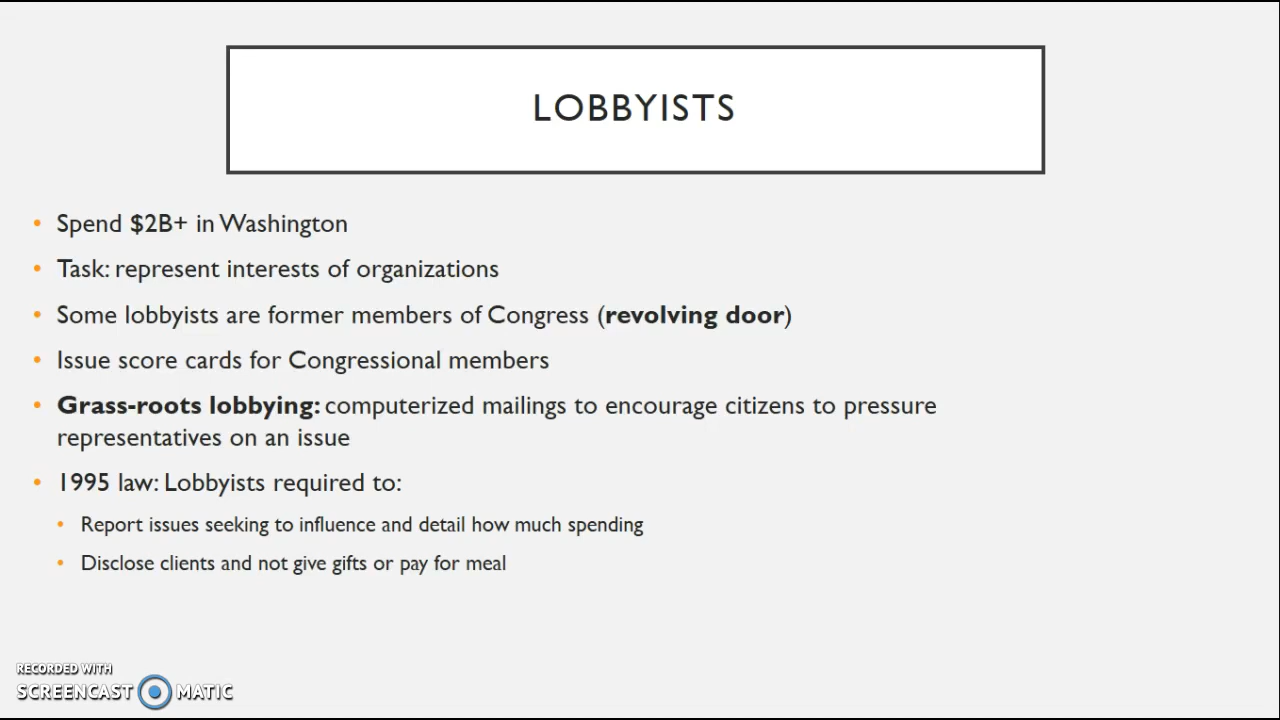 LOBBYISTS
• Spend $2B+ in Washington
• Task: represent interests of organizations
• Some lobbyists are former members of Congress (revolving door)
• Issue score cards for Congressional members
• Grass-roots lobbying: computerized mailings to encourage citizens to pressure
representatives on an issue
• 1995 law: Lobbyists required to:
• Report issues seeking to influence and detail how much spending
• Disclose clients and not give gifts or pay for meal
RECORDED WITH
SCREENCAST MATIC